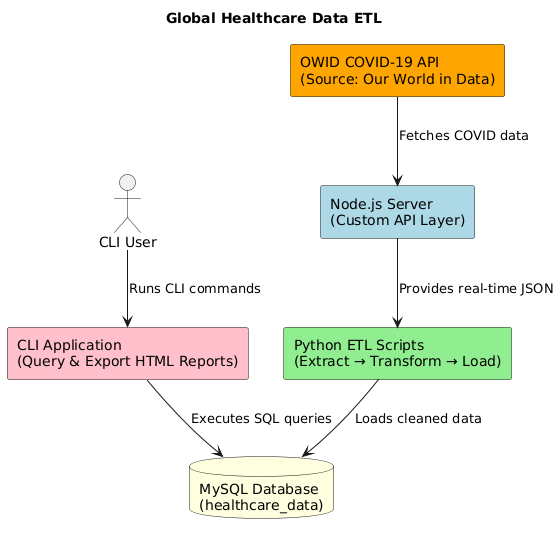 Global Healthcare Data ETL
OWID COVID-19 API
(Source: Our World in Data)
Fetches COVID data
Node.js Server
(Custom API Layer)
CLI User
Runs CLI commands
Provides real-time JSON
CLI Application
(Query & Export HTML Reports)
Python ETL Scripts
(Extract → Transform → Load)
Executes SQL queries
Loads cleaned data
MySQL Database
(healthcare_data)